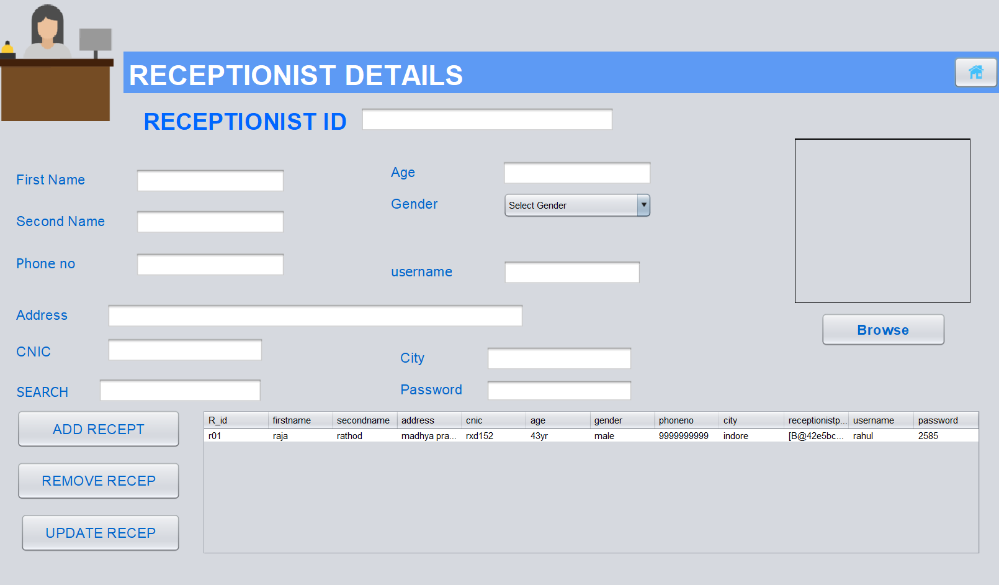 RECEPTIONIST DETAILS
RECEPTIONIST ID
First Name
Age
Gender
Select Gender
Second Name
Phone no
username
Address
Browse
CNIC
City
SEARCH
Password
ADD RECEPT
REMOVE RECEP
UPDATE RECEP
R_id firstname secondname address cnic age gender phoneno city receptionistp... username password
r01 raja rathod madhya pra... rxd152 43yr male 9999999999 indore [B@42e5bc... rahul 2585